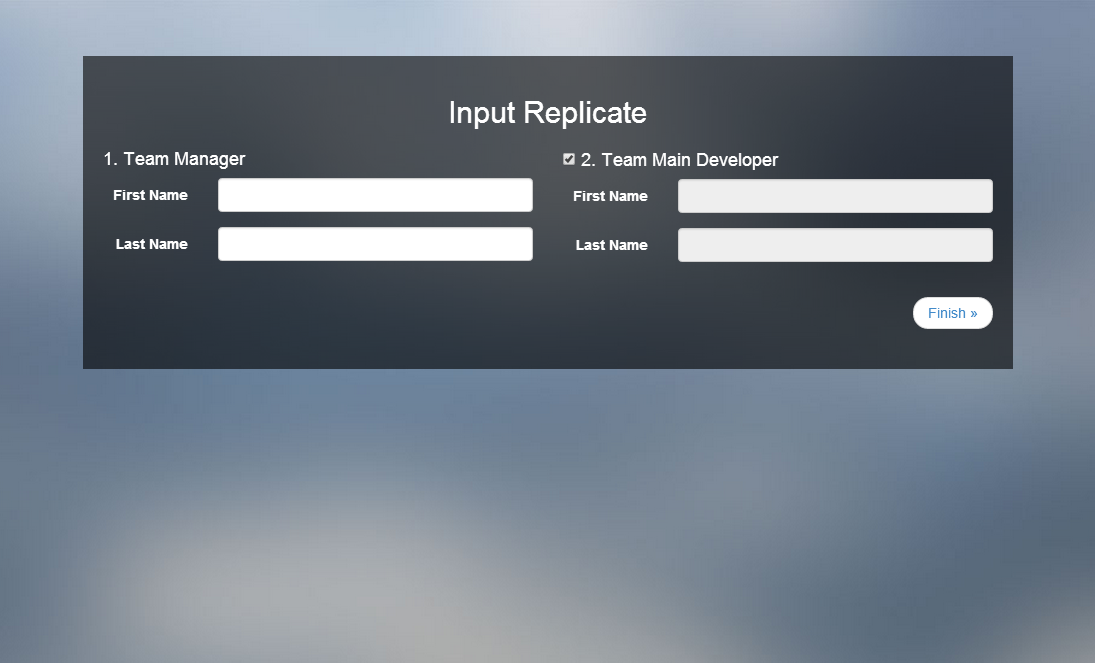 Input Replicate
1. Team Manager
First Name
Last Name
2. Team Main Developer
First Name
Last Name
Finish »